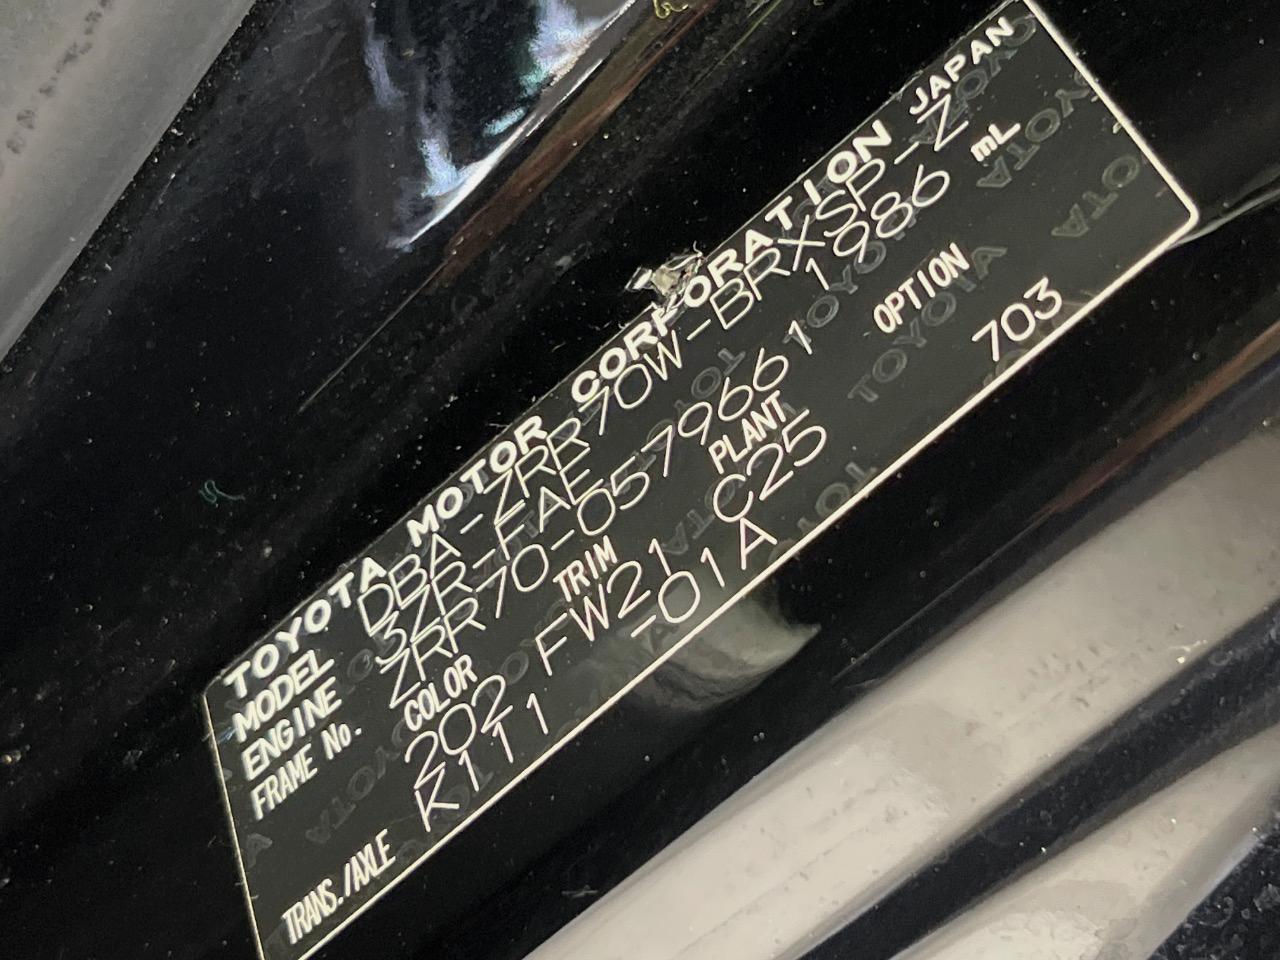 TOYOTA MOTOR CORPORATION JAPAN
MODEL DBA-ZRR70W-BRXSP-Z
ENGINE 3ZR-FAE 1986 mL
FRAME No. ZRR70-0579661
COLOR TRIM PLANT OPTION
202 FW21 C25 703
TRANS./AXLE K111 -01A